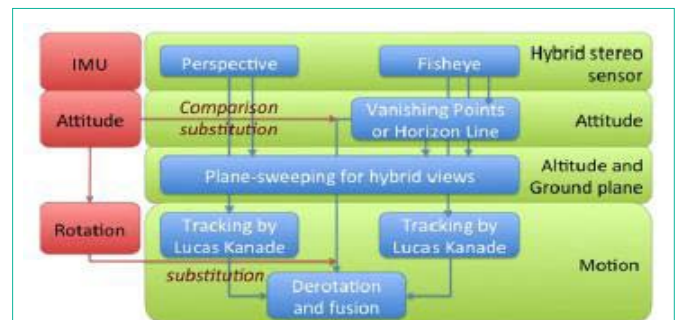 IMU
Perspective
Fisheye
Hybrid stereo
sensor
Attitude
Comparison
substitution
Vanishing Points
or Horizon Line
Attitude
Plane-sweeping for hybrid views
Altitude and
Ground plane
Rotation
Tracking by
Lucas Kanade
Tracking by
Lucas Kanade
Motion
substitution
Derotation
and fusion